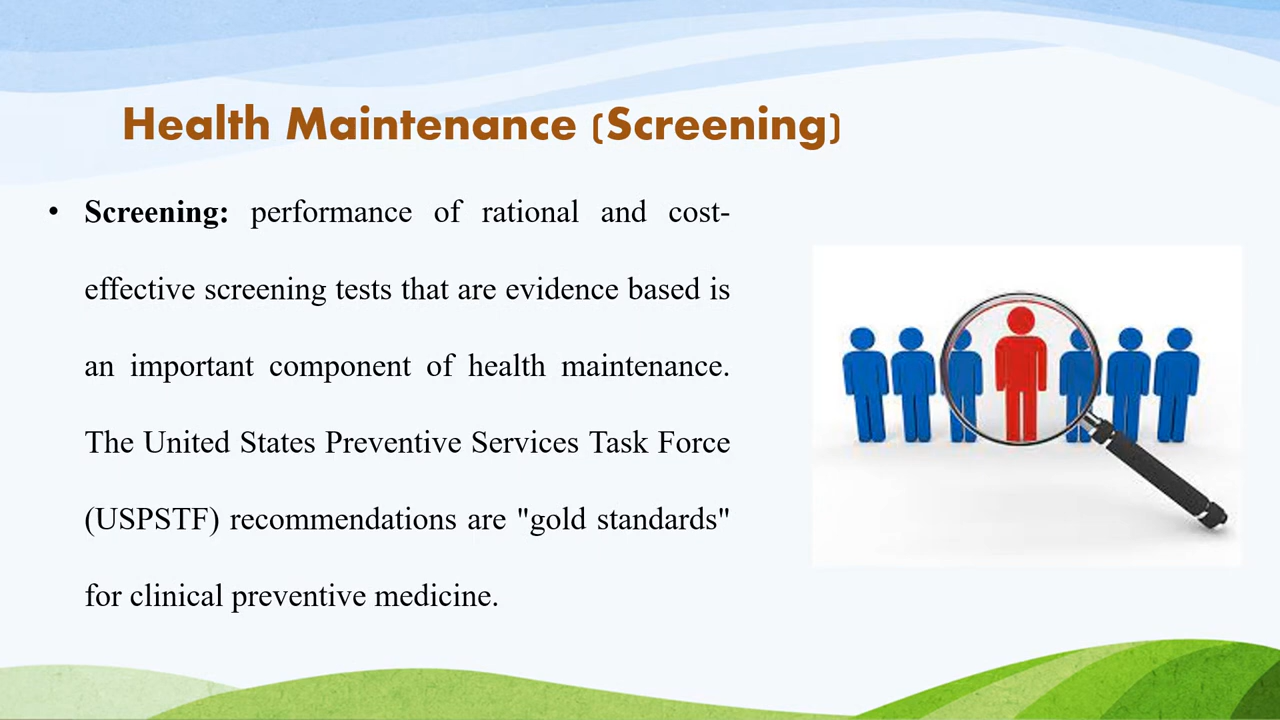 Health Maintenance (Screening)
• Screening: performance of rational and cost-
effective screening tests that are evidence based is
an important component of health maintenance.
The United States Preventive Services Task Force
(USPSTF) recommendations are "gold standards"
for clinical preventive medicine.